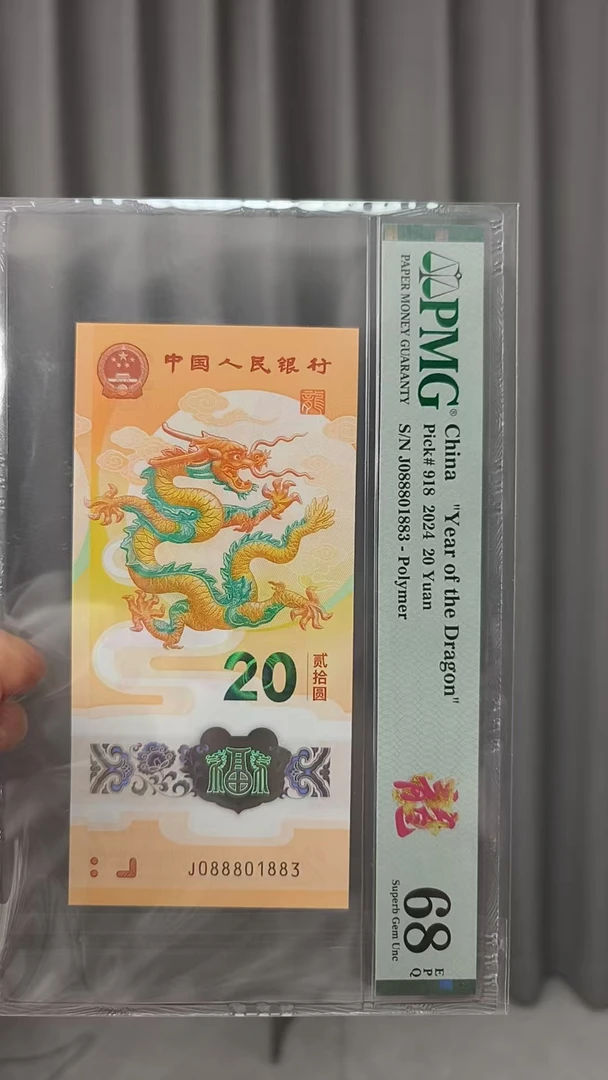 中国人民银行
龍
20
贰拾圆
J088801883
PMG®
PAPER MONEY GUARANTY
China "Year of the Dragon"
Pick# 918 2024 20 Yuan
S/N J088801883 - Polymer
68
EPQ
Superb Gem Unc